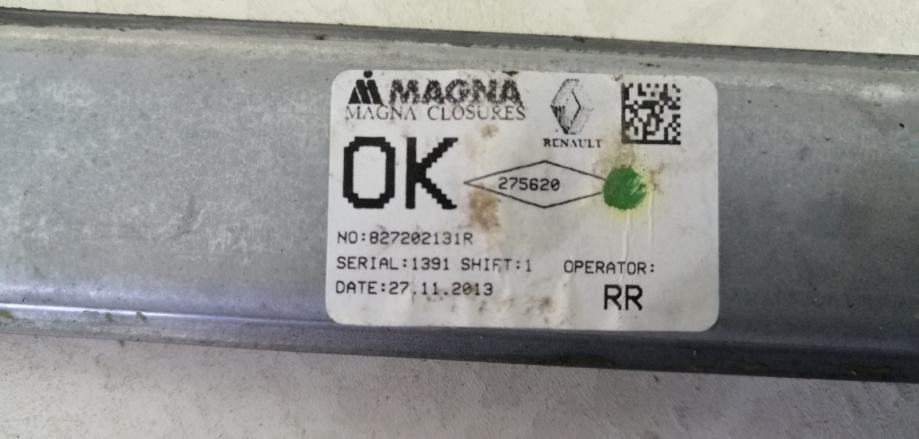 MAGNA
MAGNA CLOSURES
RENAULT
OK
275620
NO:827202131R
SERIAL:1391 SHIFT:1 OPERATOR:
DATE:27.11.2013
RR